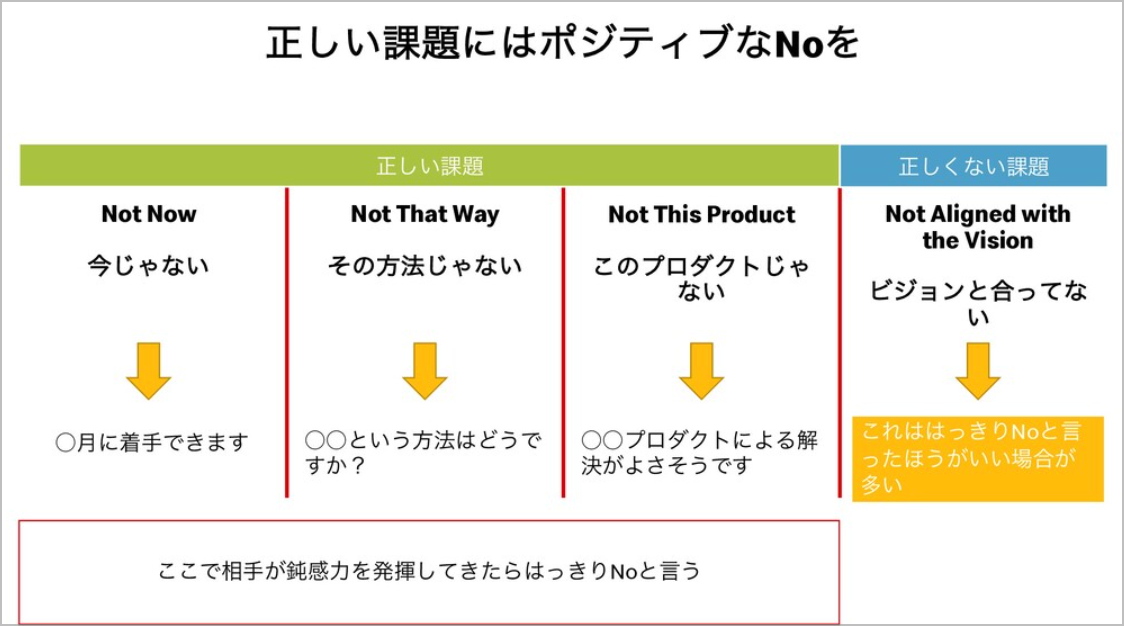 正しい課題にはポジティブなNoを
正しい課題
正しくない課題
Not Now
今じゃない
○月に着手できます
Not That Way
その方法じゃない
○○という方法はどうで
すか？
Not This Product
このプロダクトじゃ
ない
○○プロダクトによる解
決がよさそうです
Not Aligned with
the Vision
ビジョンと合ってな
い
これははっきりNoと言
ったほうがいい場合が
多い
ここで相手が鈍感力を発揮してきたらはっきりNoと言う